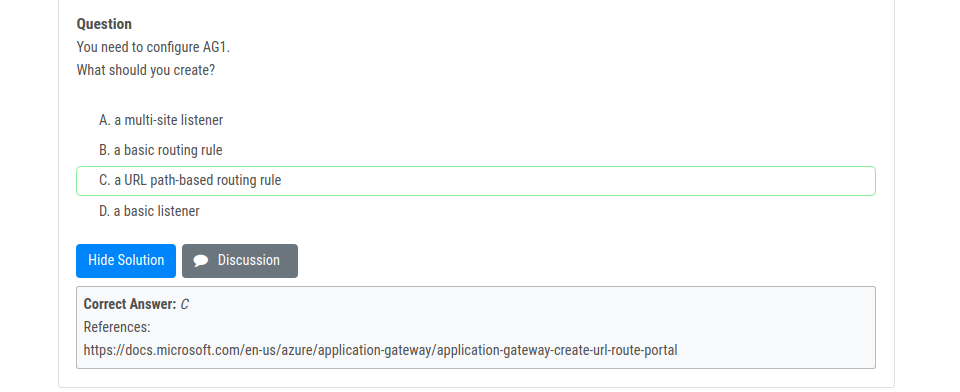 Question
You need to configure AG1.
What should you create?
A. a multi-site listener
B. a basic routing rule
C. a URL path-based routing rule
D. a basic listener
Hide Solution Discussion
Correct Answer: C
References:
https://docs.microsoft.com/en-us/azure/application-gateway/application-gateway-create-url-route-portal